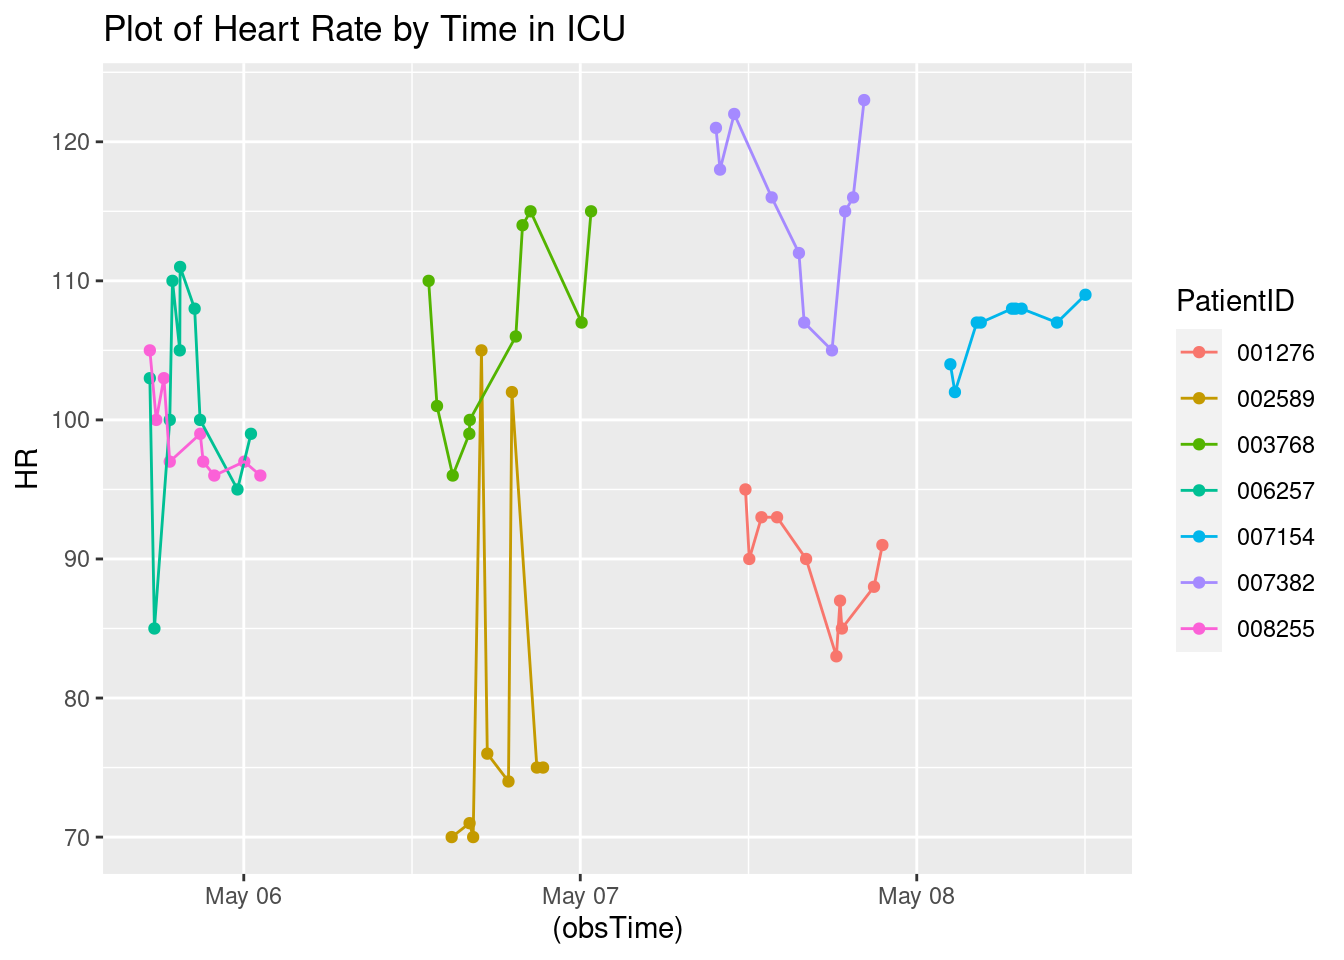 Plot of Heart Rate by Time in ICU
120
110
100
90
80
70
HR
May 06
May 07
May 08
(obsTime)
PatientID
001276
002589
003768
006257
007154
007382
008255